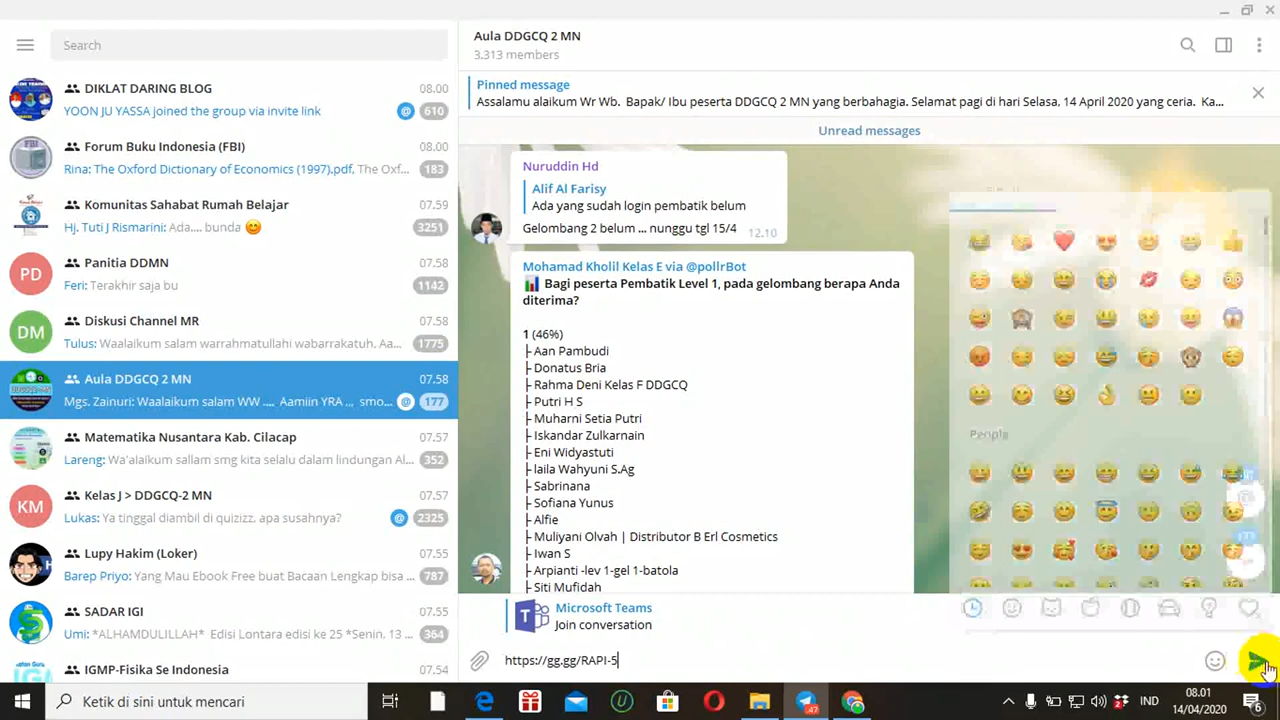 Search
DIKLAT DARING BLOG 08.00
YOON JU YASSA joined the group via invite link @ 610
Forum Buku Indonesia (FBI) 08.00
Rina: The Oxford Dictionary of Economics (1997).pdf, The Oxf... 183
Komunitas Sahabat Rumah Belajar 07.59
Hj. Tuti J Rismarini: Ada.... bunda 😊 3251
PD
Panitia DDMN 07.58
Feri: Terakhir saja bu 1142
DM
Diskusi Channel MR 07.58
Tulus: Waalaikum salam warrahmatullahi wabarrakatuh, Aa... 1775
Aula DDGCQ 2 MN 07.58
Mgs. Zainuri: Waalaikum salam WW .... Aamiin YRA ... smo... @ 177
Matematika Nusantara Kab. Cilacap 07.57
Lareng: Wa'alaikum sallam smg kita selalu dalam lindungan Al... 352
KM
Kelas J > DDGCQ-2 MN 07.57
Lukas: Ya tinggal diambil di quizizz, apa susahnya? @ 2325
Lupy Hakim (Loker) 07.55
Barep Priyo: Yang Mau Ebook Free buat Bacaan Lengkap bisa ... 787
SADAR IGI 07.55
Umi: *ALHAMDULILLAH* Edisi Lontara edisi ke 25 *Senin, 13 ... 364
IGMP-Fisika Se Indonesia 07.54
Aula DDGCQ 2 MN
3.313 members
Pinned message
Assalamu alaikum Wr Wb. Bapak/ Ibu peserta DDGCQ 2 MN yang berbahagia. Selamat pagi di hari Selasa, 14 April 2020 yang ceria. Ka...
Unread messages
Nuruddin Hd
Alif Al Farisy
Ada yang sudah login pembatik belum
Gelombang 2 belum ... nunggu tgl 15/4 12.10
Mohamad Kholil Kelas E via @pollrBot
📊 Bagi peserta Pembatik Level 1, pada gelombang berapa Anda
diterima?
1 (46%)
├ Aan Pambudi
├ Donatus Bria
├ Rahma Deni Kelas F DDGCQ
├ Putri H S
├ Muharni Setia Putri
├ Iskandar Zulkarnain
├ Eni Widyastuti
├ laila Wahyuni S.Ag
├ Sabrinana
├ Sofiana Yunus
├ Alfie
├ Muliyani Olvah | Distributor B Erl Cosmetics
├ Iwan S
├ Arpianti -lev 1-gel 1-batola
├ Siti Mufidah
People
Microsoft Teams
Join conversation
https://gg.gg/RAPI-5
Ketik di sini untuk mencari
IND
08.01
14/04/2020
6